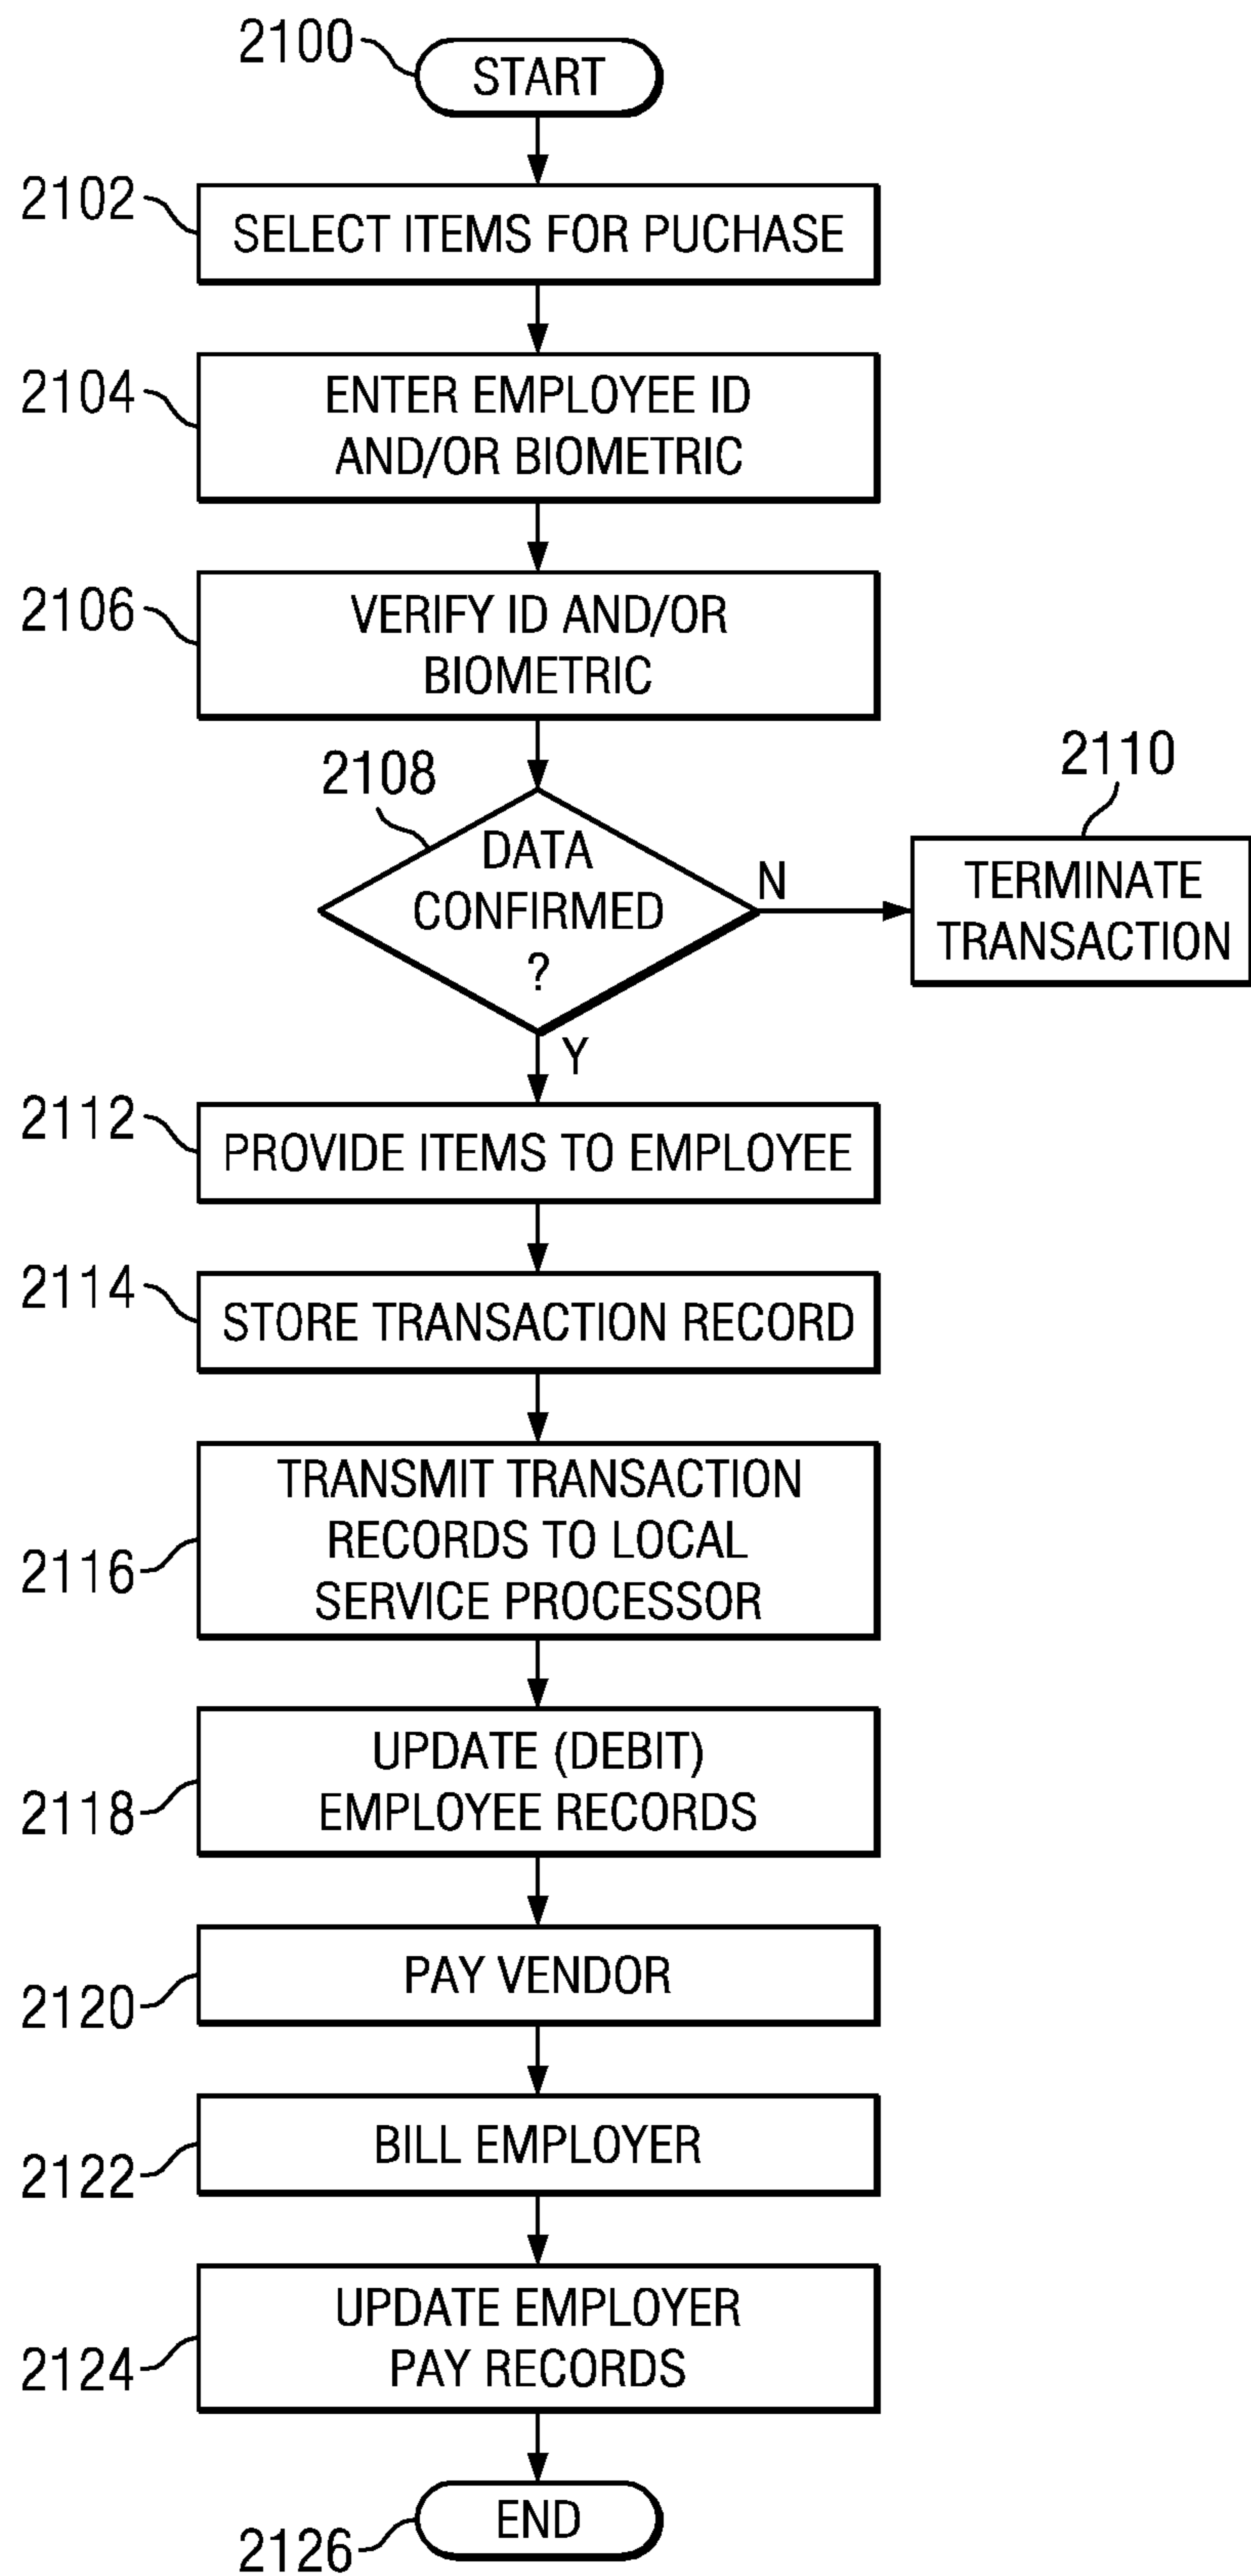 2100
START
2102
SELECT ITEMS FOR PUCHASE
2104
ENTER EMPLOYEE ID
AND/OR BIOMETRIC
2106
VERIFY ID AND/OR
BIOMETRIC
2108
DATA
CONFIRMED
?
N
2110
TERMINATE
TRANSACTION
Y
2112
PROVIDE ITEMS TO EMPLOYEE
2114
STORE TRANSACTION RECORD
2116
TRANSMIT TRANSACTION
RECORDS TO LOCAL
SERVICE PROCESSOR
2118
UPDATE (DEBIT)
EMPLOYEE RECORDS
2120
PAY VENDOR
2122
BILL EMPLOYER
2124
UPDATE EMPLOYER
PAY RECORDS
2126
END